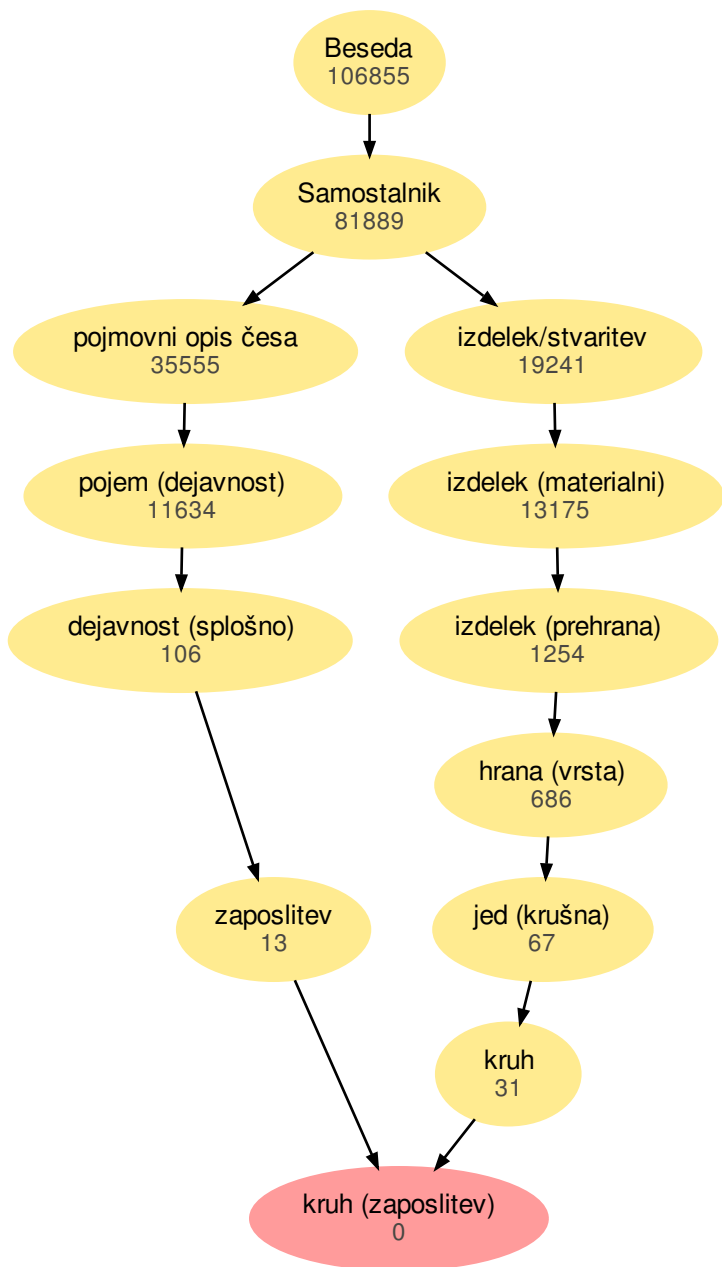 Beseda
106855
Samostalnik
81889
pojmovni opis česa
35555
izdelek/stvaritev
19241
pojem (dejavnost)
11634
izdelek (materialni)
13175
dejavnost (splošno)
106
izdelek (prehrana)
1254
hrana (vrsta)
686
zaposlitev
13
jed (krušna)
67
kruh
31
kruh (zaposlitev)
0